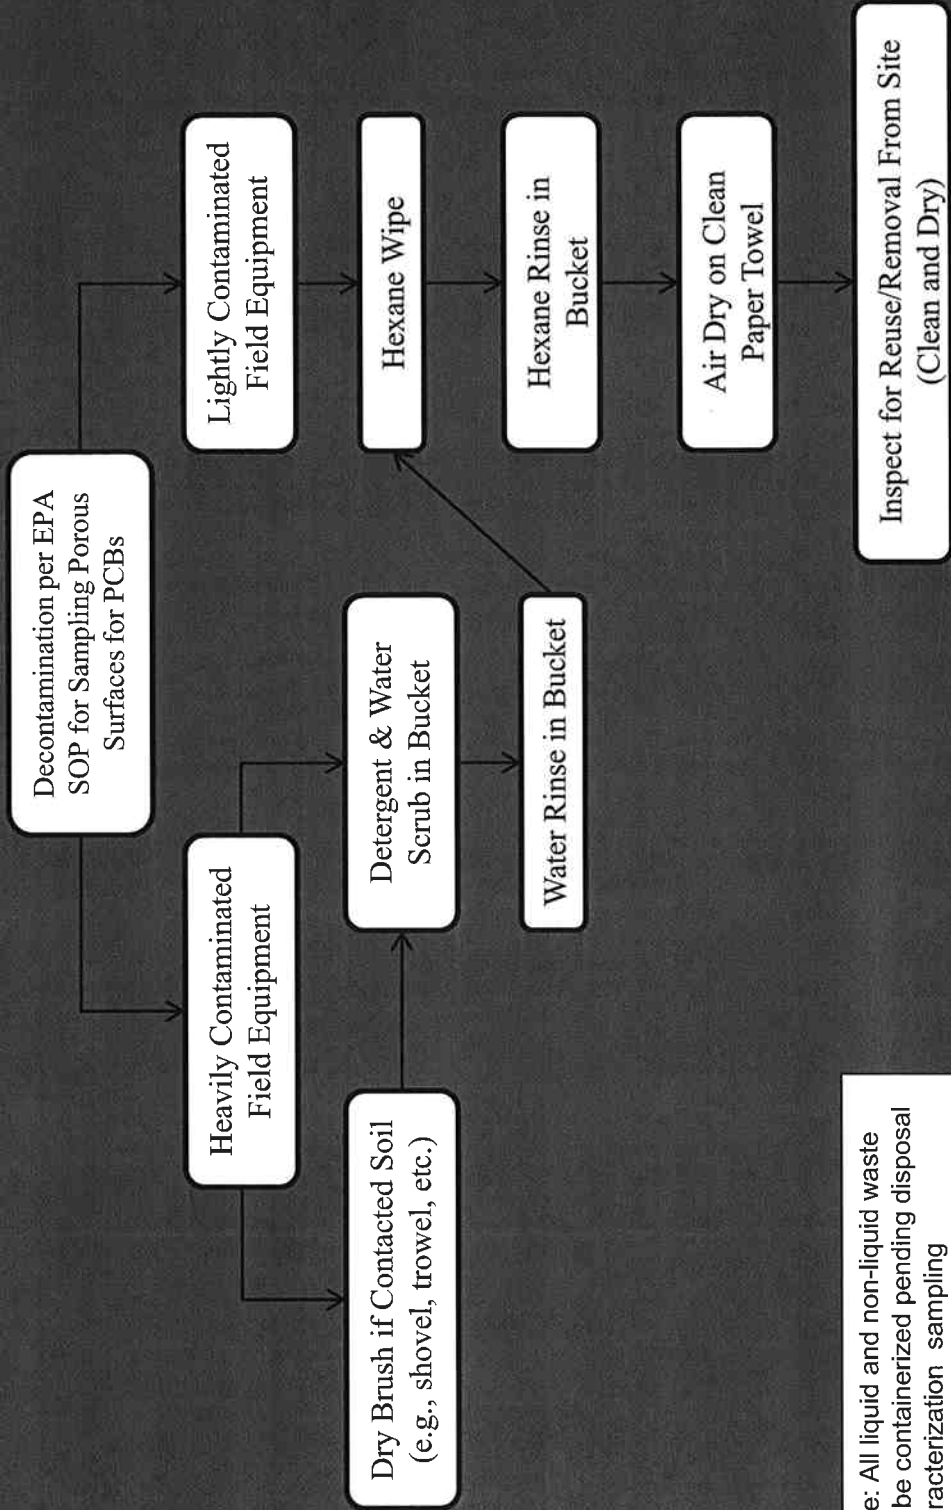 Decontamination per EPA
SOP for Sampling Porous
Surfaces for PCBs
Heavily Contaminated
Field Equipment
Lightly Contaminated
Field Equipment
Dry Brush if Contacted Soil
(e.g., shovel, trowel, etc.)
Detergent & Water
Scrub in Bucket
Water Rinse in Bucket
Hexane Wipe
Hexane Rinse in
Bucket
Air Dry on Clean
Paper Towel
Inspect for Reuse/Removal From Site
(Clean and Dry)
e: All liquid and non-liquid waste
be containerized pending disposal
racterization sampling